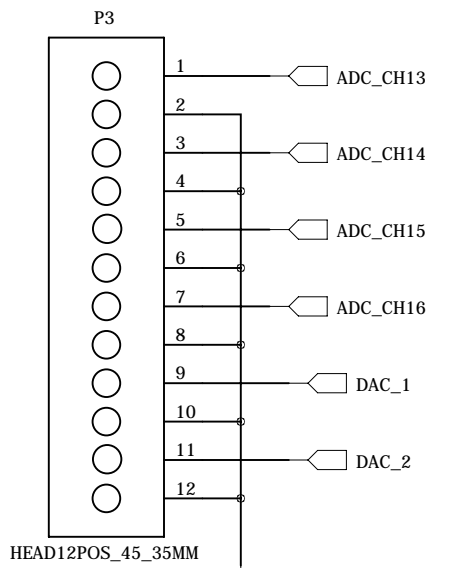 P3
1 ADC_CH13
2
3 ADC_CH14
4
5 ADC_CH15
6
7 ADC_CH16
8
9 DAC_1
10
11 DAC_2
12
HEAD12POS_45_35MM